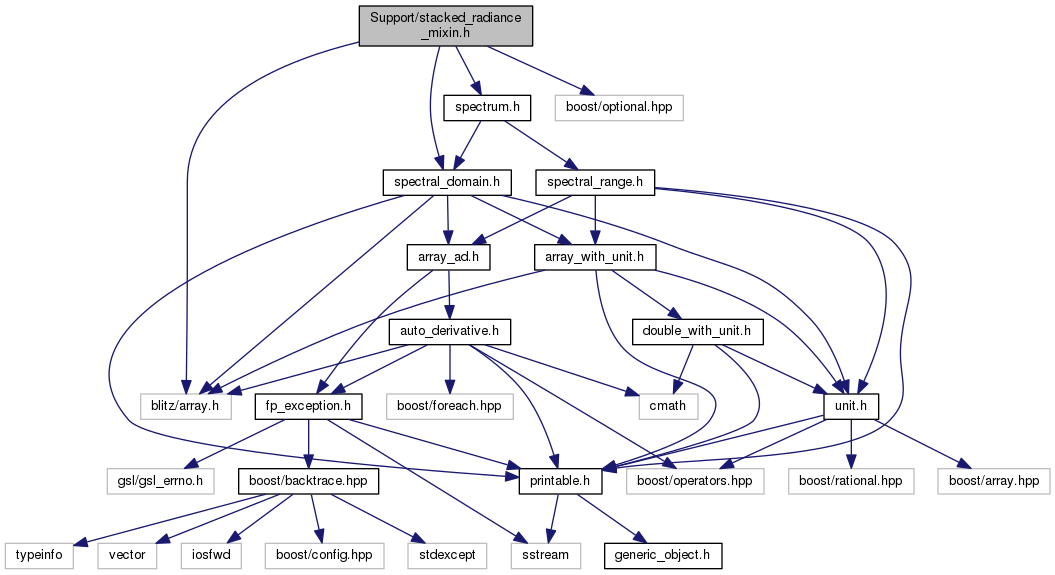 Support/stacked_radiance
_mixin.h
spectrum.h
boost/optional.hpp
spectral_domain.h
spectral_range.h
array_ad.h
array_with_unit.h
auto_derivative.h
double_with_unit.h
blitz/array.h
fp_exception.h
boost/foreach.hpp
cmath
unit.h
gsl/gsl_errno.h
boost/backtrace.hpp
printable.h
boost/operators.hpp
boost/rational.hpp
boost/array.hpp
typeinfo
vector
iosfwd
boost/config.hpp
stdexcept
sstream
generic_object.h